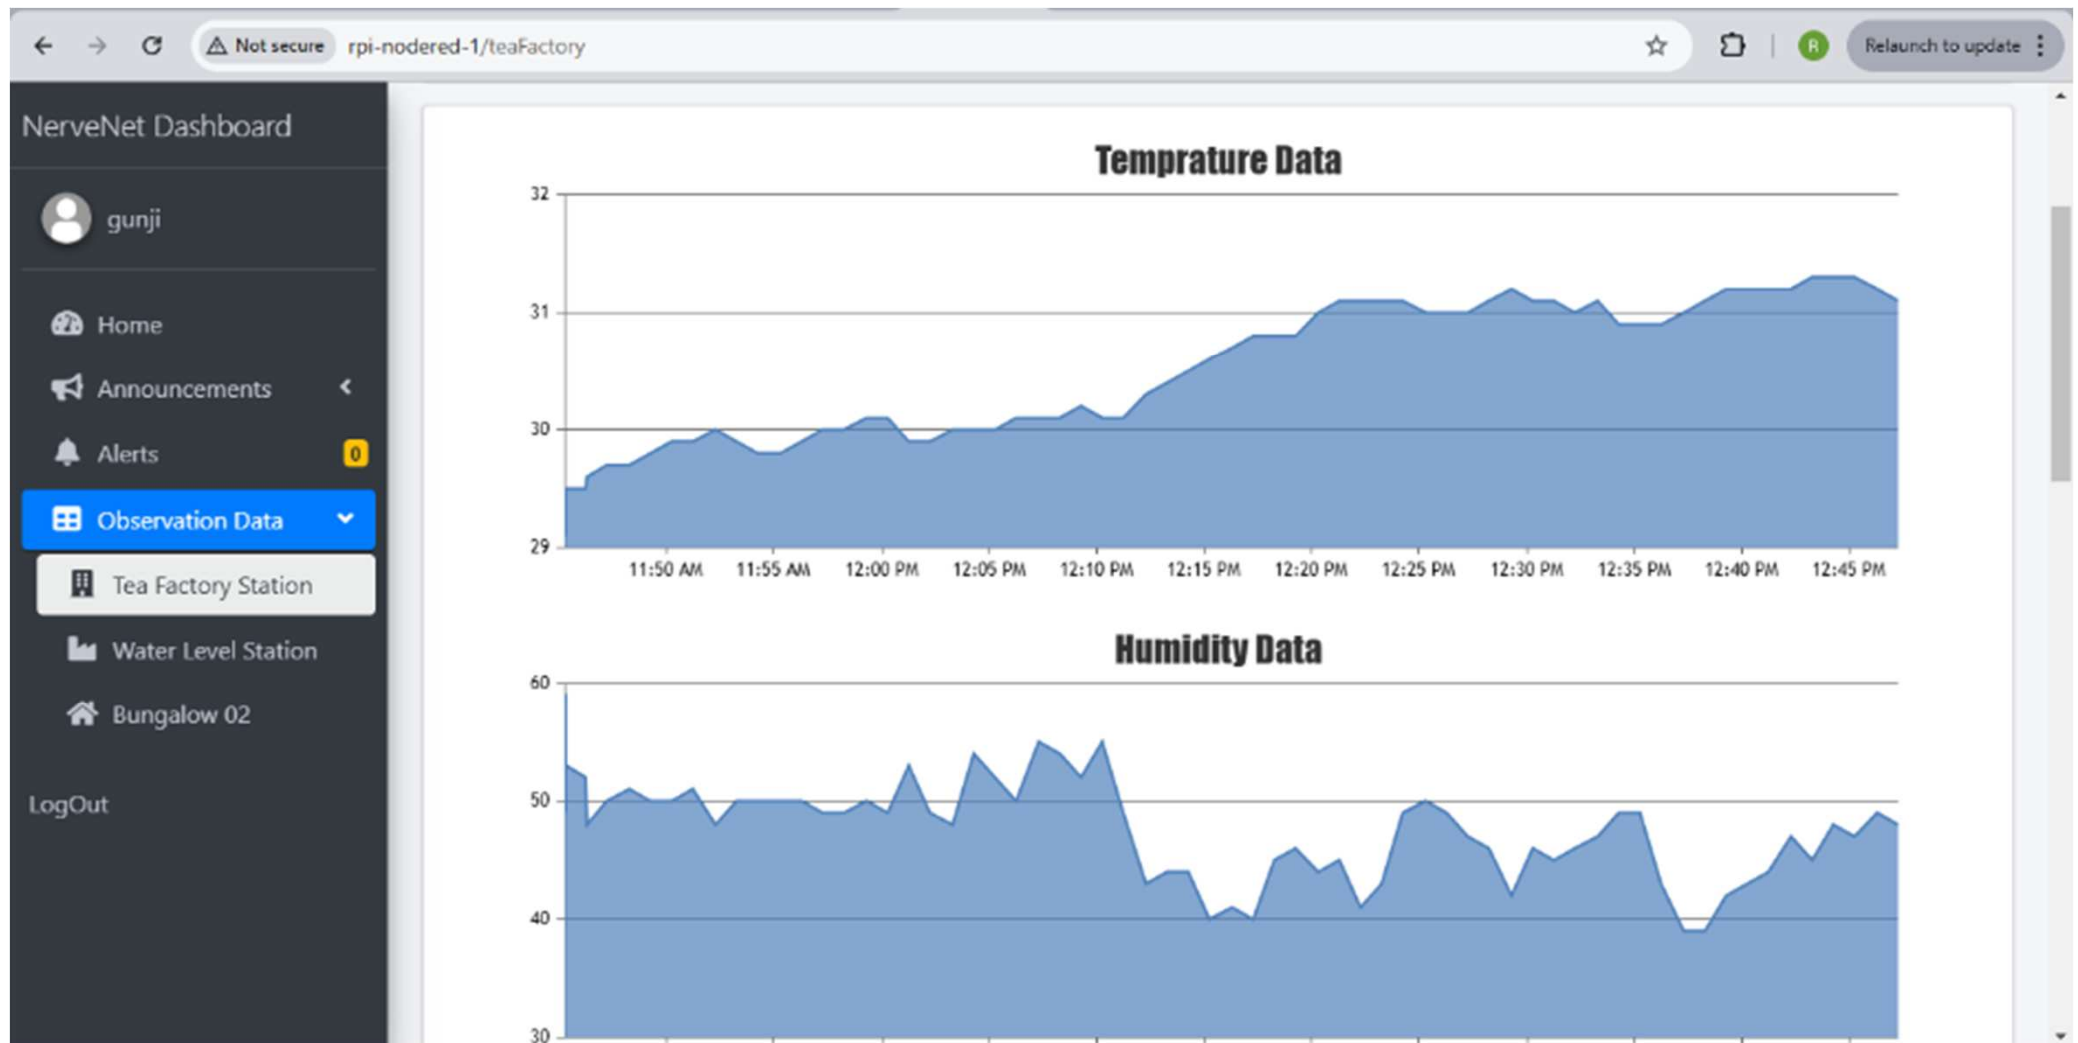 Not secure rpi-nodered-1/teaFactory
R
Relaunch to update
NerveNet Dashboard
gunji
Home
Announcements
Alerts 0
Observation Data
Tea Factory Station
Water Level Station
Bungalow 02
LogOut
Temprature Data
32
31
30
29
11:50 AM 11:55 AM 12:00 PM 12:05 PM 12:10 PM 12:15 PM 12:20 PM 12:25 PM 12:30 PM 12:35 PM 12:40 PM 12:45 PM
Humidity Data
60
50
40
30